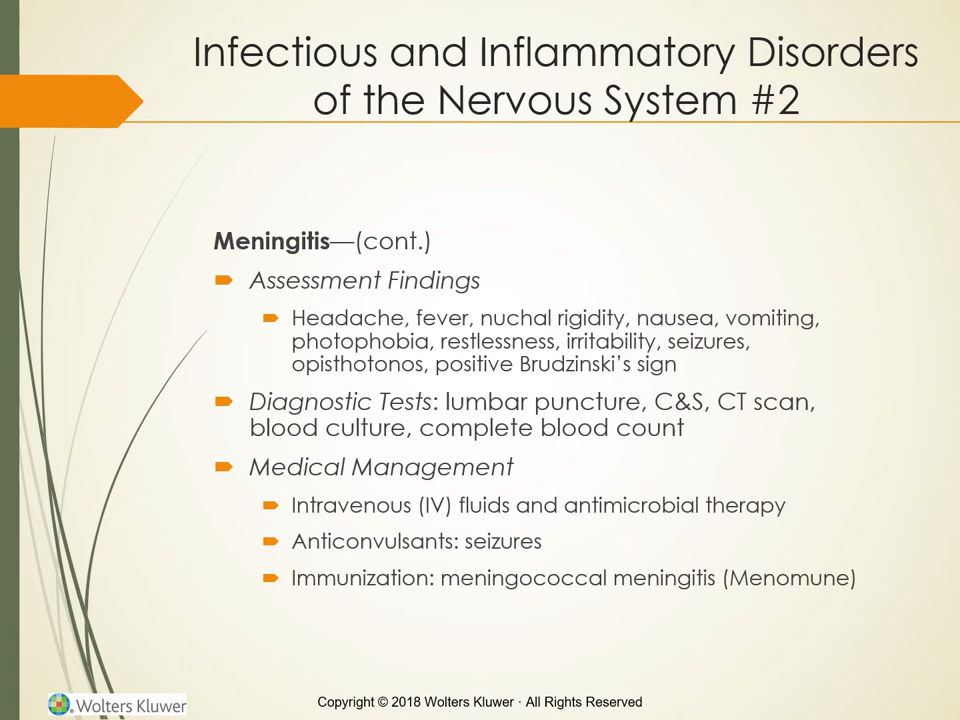 Infectious and Inflammatory Disorders
of the Nervous System #2
Meningitis—(cont.)
Assessment Findings
Headache, fever, nuchal rigidity, nausea, vomiting,
photophobia, restlessness, irritability, seizures,
opisthotonos, positive Brudzinski’s sign
Diagnostic Tests: lumbar puncture, C&S, CT scan,
blood culture, complete blood count
Medical Management
Intravenous (IV) fluids and antimicrobial therapy
Anticonvulsants: seizures
Immunization: meningococcal meningitis (Menomune)
Wolters Kluwer
Copyright © 2018 Wolters Kluwer · All Rights Reserved